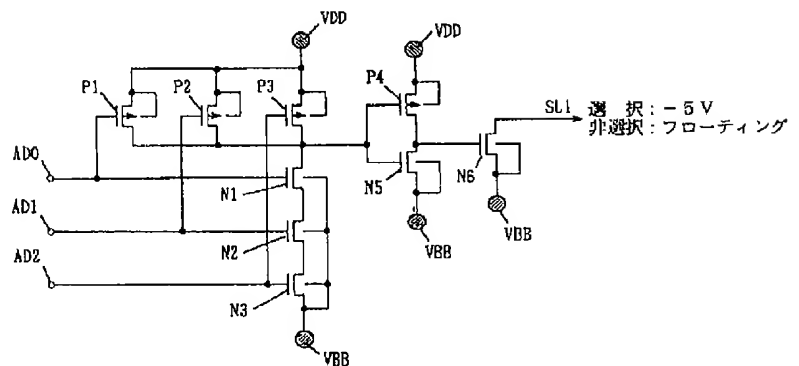 VDD
VDD
P1
P2
P3
P4
SL1 選 択：－5V
非選択：フローティング
AD0
N1
N5
N6
AD1
N2
VBB
VBB
AD2
N3
VBB